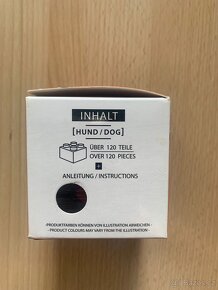 INHALT
[HUND / DOG]
ÜBER 120 TEILE
OVER 120 PIECES
+
ANLEITUNG / INSTRUCTIONS
-PRODUKTFARBEN KÖNNEN VON ILLUSTRATION ABWEICHEN-
- PRODUCT COLOURS MAY VARY FROM THE ILLUSTRATION -